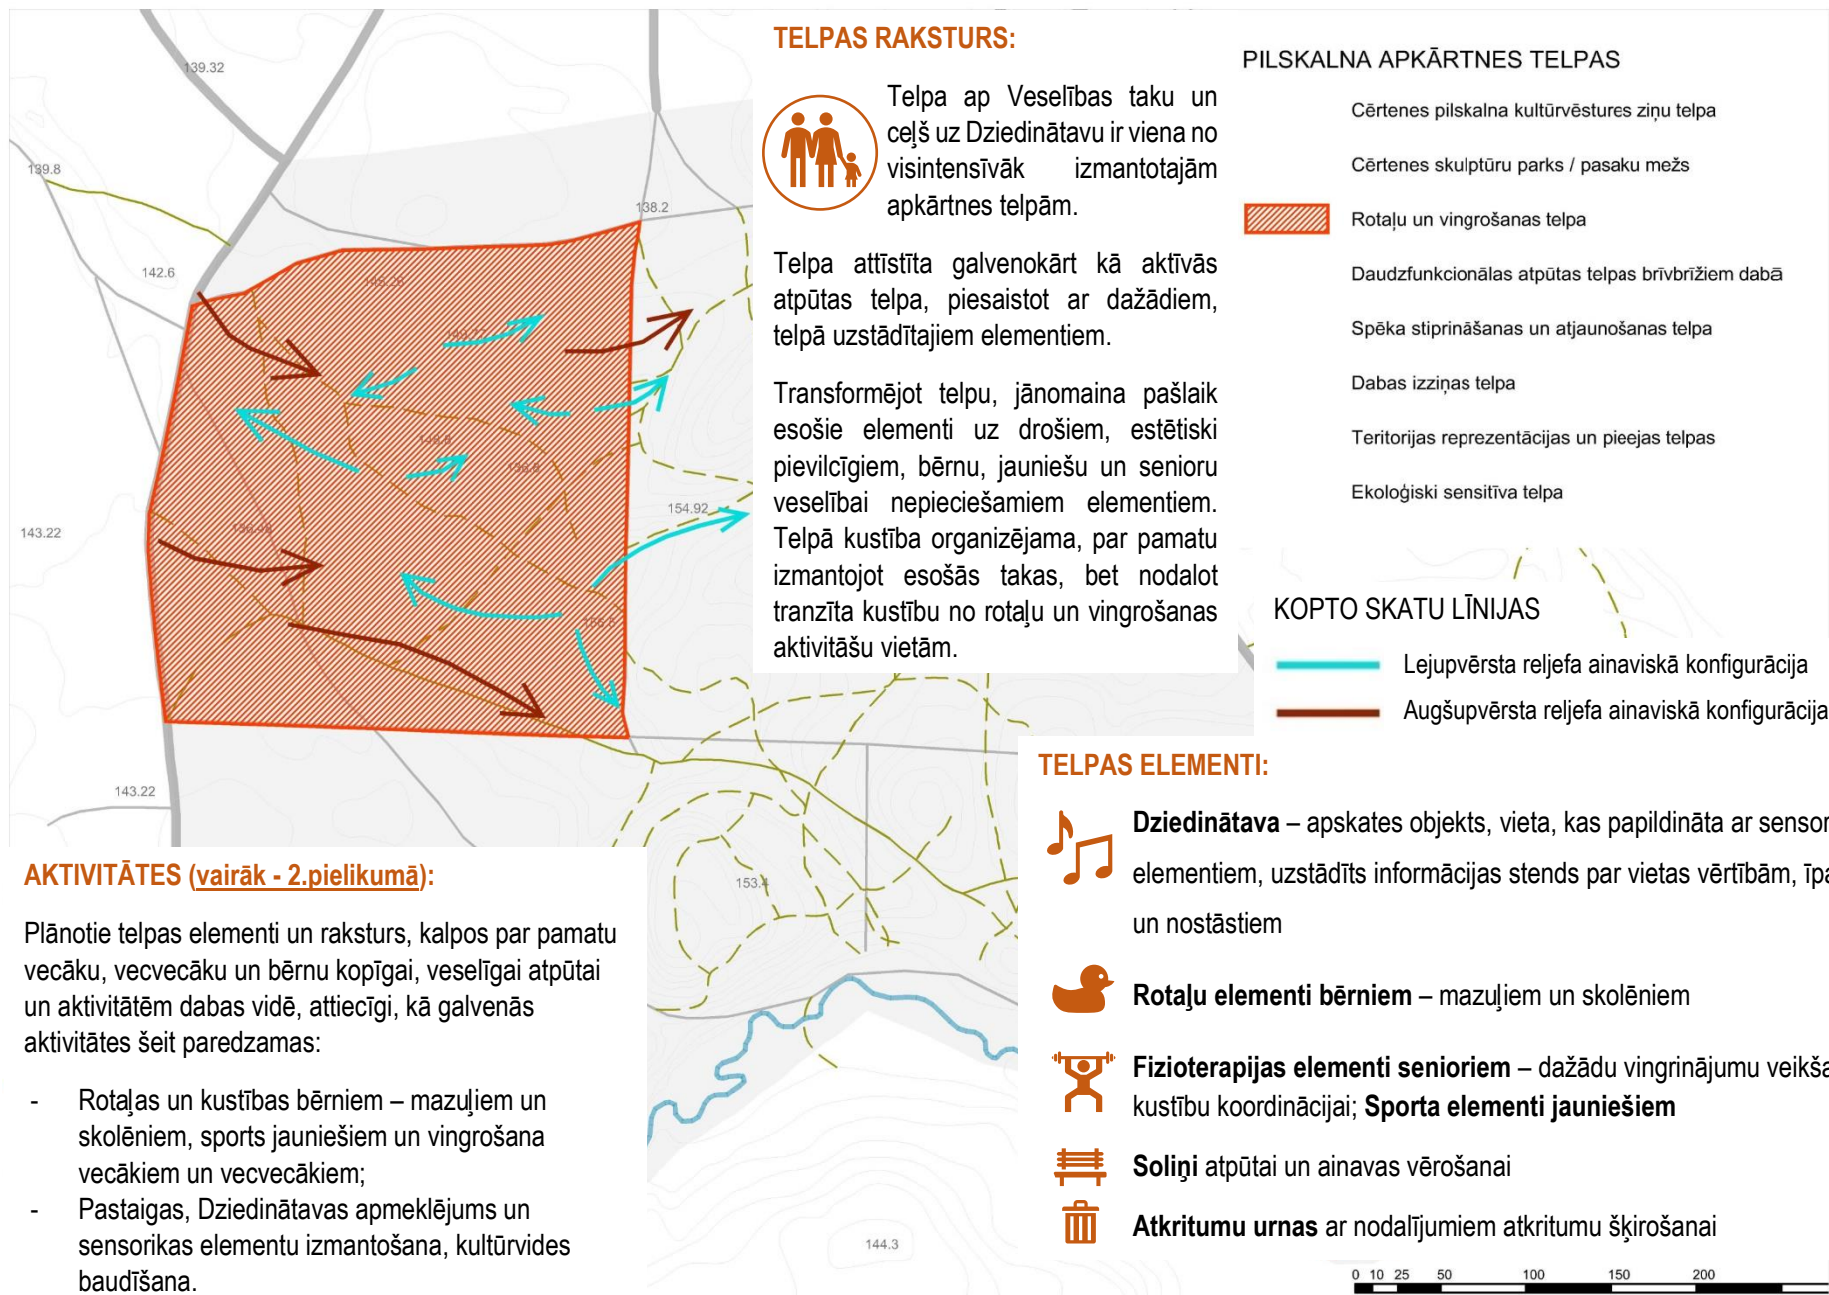 TELPAS RAKSTURS:
Telpa ap Veselības taku un
ceļš uz Dziedinātavu ir viena no
visintensīvāk izmantotajām
apkārtnes telpām.
Telpa attīstīta galvenokārt kā aktīvās
atpūtas telpa, piesaistot ar dažādiem,
telpā uzstādītajiem elementiem.
Transformējot telpu, jānomaina pašlaik
esošie elementi uz drošiem, estētiski
pievilcīgiem, bērnu, jauniešu un senioru
veselībai nepieciešamiem elementiem.
Telpā kustība organizējama, par pamatu
izmantojot esošās takas, bet nodalot
tranzīta kustību no rotaļu un vingrošanas
aktivitāšu vietām.
PILSKALNA APKĀRTNES TELPAS
Cērtenes pilskalna kultūrvēstures ziņu telpa
Cērtenes skulptūru parks / pasaku mežs
Rotaļu un vingrošanas telpa
Daudzfunkcionālas atpūtas telpas brīvbrīžiem dabā
Spēka stiprināšanas un atjaunošanas telpa
Dabas izziņas telpa
Teritorijas reprezentācijas un pieejas telpas
Ekoloģiski sensitīva telpa
KOPTO SKATU LĪNIJAS
Lejupvērsta reljefa ainaviskā konfigurācija
Augšupvērsta reljefa ainaviskā konfigurācija
TELPAS ELEMENTI:
Dziedinātava – apskates objekts, vieta, kas papildināta ar sensor
elementiem, uzstādīts informācijas stends par vietas vērtībām, īpa
un nostāstiem
Rotaļu elementi bērniem – mazuļiem un skolēniem
Fizioterapijas elementi senioriem – dažādu vingrinājumu veikša
kustību koordinācijai; Sporta elementi jauniešiem
Soliņi atpūtai un ainavas vērošanai
Atkritumu urnas ar nodalījumiem atkritumu šķirošanai
0 10 25 50 100 150 200
AKTIVITĀTES (vairāk - 2.pielikumā):
Plānotie telpas elementi un raksturs, kalpos par pamatu
vecāku, vecvecāku un bērnu kopīgai, veselīgai atpūtai
un aktivitātēm dabas vidē, attiecīgi, kā galvenās
aktivitātes šeit paredzamas:
- Rotaļas un kustības bērniem – mazuļiem un
skolēniem, sports jauniešiem un vingrošana
vecākiem un vecvecākiem;
- Pastaigas, Dziedinātavas apmeklējums un
sensorikas elementu izmantošana, kultūrvides
baudīšana.
139.32
139.8
138.2
142.6
154.92
143.22
143.22
153.4
144.3